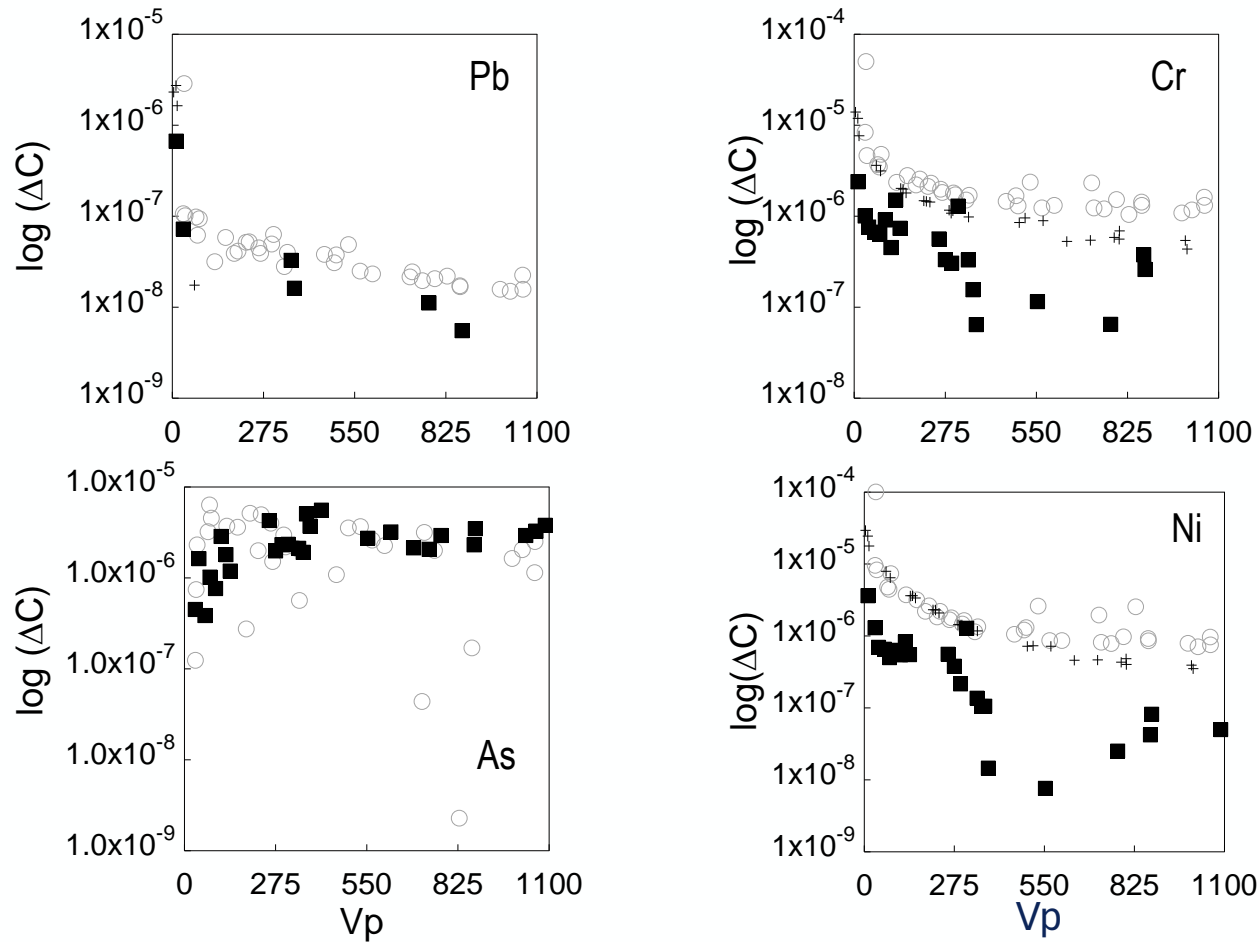 1x10-5
1x10-6
1x10-7
1x10-8
1x10-9
log (ΔC)
Pb
0 275 550 825 1100
1x10-4
1x10-5
1x10-6
1x10-7
1x10-8
log (ΔC)
Cr
0 275 550 825 1100
1.0x10-5
1.0x10-6
1.0x10-7
1.0x10-8
1.0x10-9
log (ΔC)
As
0 275 550 825 1100
Vp
1x10-4
1x10-5
1x10-6
1x10-7
1x10-8
1x10-9
log(ΔC)
Ni
0 275 550 825 1100
Vp